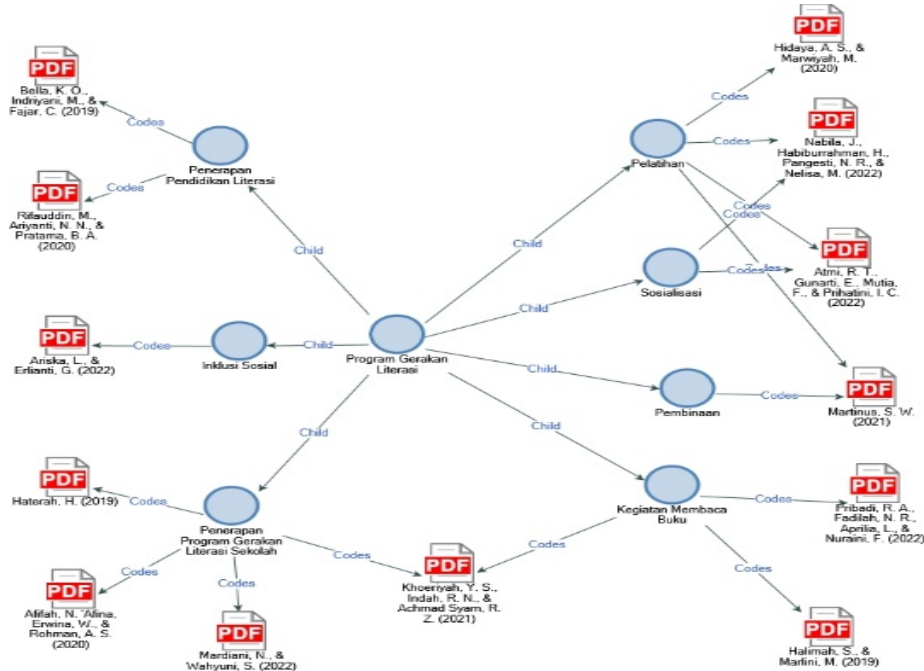 PDF
Hidaya, A. S., &
Marwiyah, M.
(2020)
PDF
Bella, K. O.,
Indriyani, M., &
Fajar, C. (2019)
Codes
Codes
PDF
Nabila, J.,
Habiburrahman, H.,
Pangesti, N. R., &
Nelisa, M. (2022)
Codes
Penerapan
Pendidikan Literasi
Pelatihan
Codes
PDF
Rifauddin, M.,
Ariyanti, N. N., &
Pratama, B. A.
(2020)
Codes
Codes
PDF
Atmi, R. T.,
Gunarti, E., Mutia,
F., & Prihatini, I. C.
(2022)
Child
Child
Sosialisasi
Codes
PDF
Ariska, L., &
Erlianti, G. (2022)
Codes
Inklusi Sosial
Child
Program Gerakan
Literasi
Child
Child
Pembinaan
Codes
PDF
Martinus, S. W.
(2021)
Child
Child
PDF
Haterah, H. (2019)
Codes
Penerapan
Program Gerakan
Literasi Sekolah
Kegiatan Membaca
Buku
Codes
PDF
Pribadi, R. A.,
Fadilah, N. R.,
Aprilia, L., &
Nuraini, F. (2022)
Codes
PDF
Afifah, N. 'Afina,
Erwina, W., &
Rohman, A. S.
(2020)
Codes
PDF
Mardiani, N., &
Wahyuni, S. (2022)
Codes
Codes
PDF
Khoeriyah, Y. S.,
Indah, R. N., &
Achmad Syam, R.
Z. (2021)
Codes
PDF
Halimah, S., &
Marlini, M. (2019)